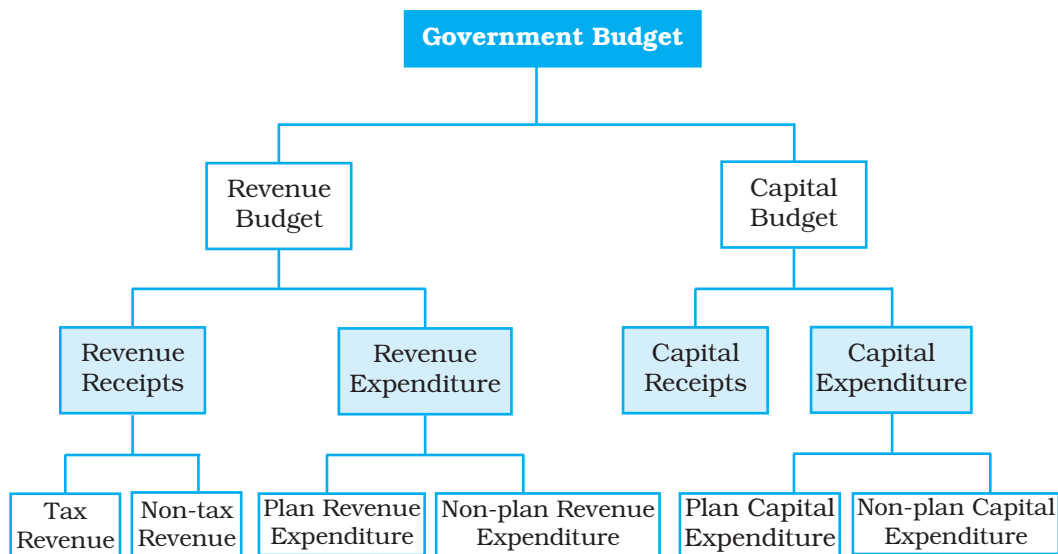 Government Budget
Revenue
Budget
Capital
Budget
Revenue
Receipts
Revenue
Expenditure
Capital
Receipts
Capital
Expenditure
Tax
Revenue
Non-tax
Revenue
Plan Revenue
Expenditure
Non-plan Revenue
Expenditure
Plan Capital
Expenditure
Non-plan Capital
Expenditure